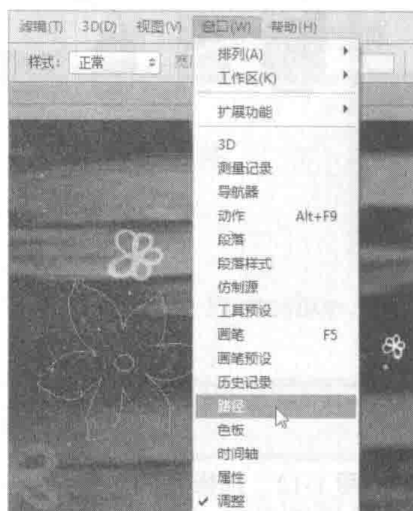 滤镜(T) 3D(D) 视图(V) 窗口(W) 帮助(H)
样式: 正常
排列(A)
工作区(K)
扩展功能
3D
测量记录
导航器
动作 Alt+F9
段落
段落样式
仿制源
工具预设
画笔 F5
画笔预设
历史记录
路径
色板
时间轴
属性
✓ 调整